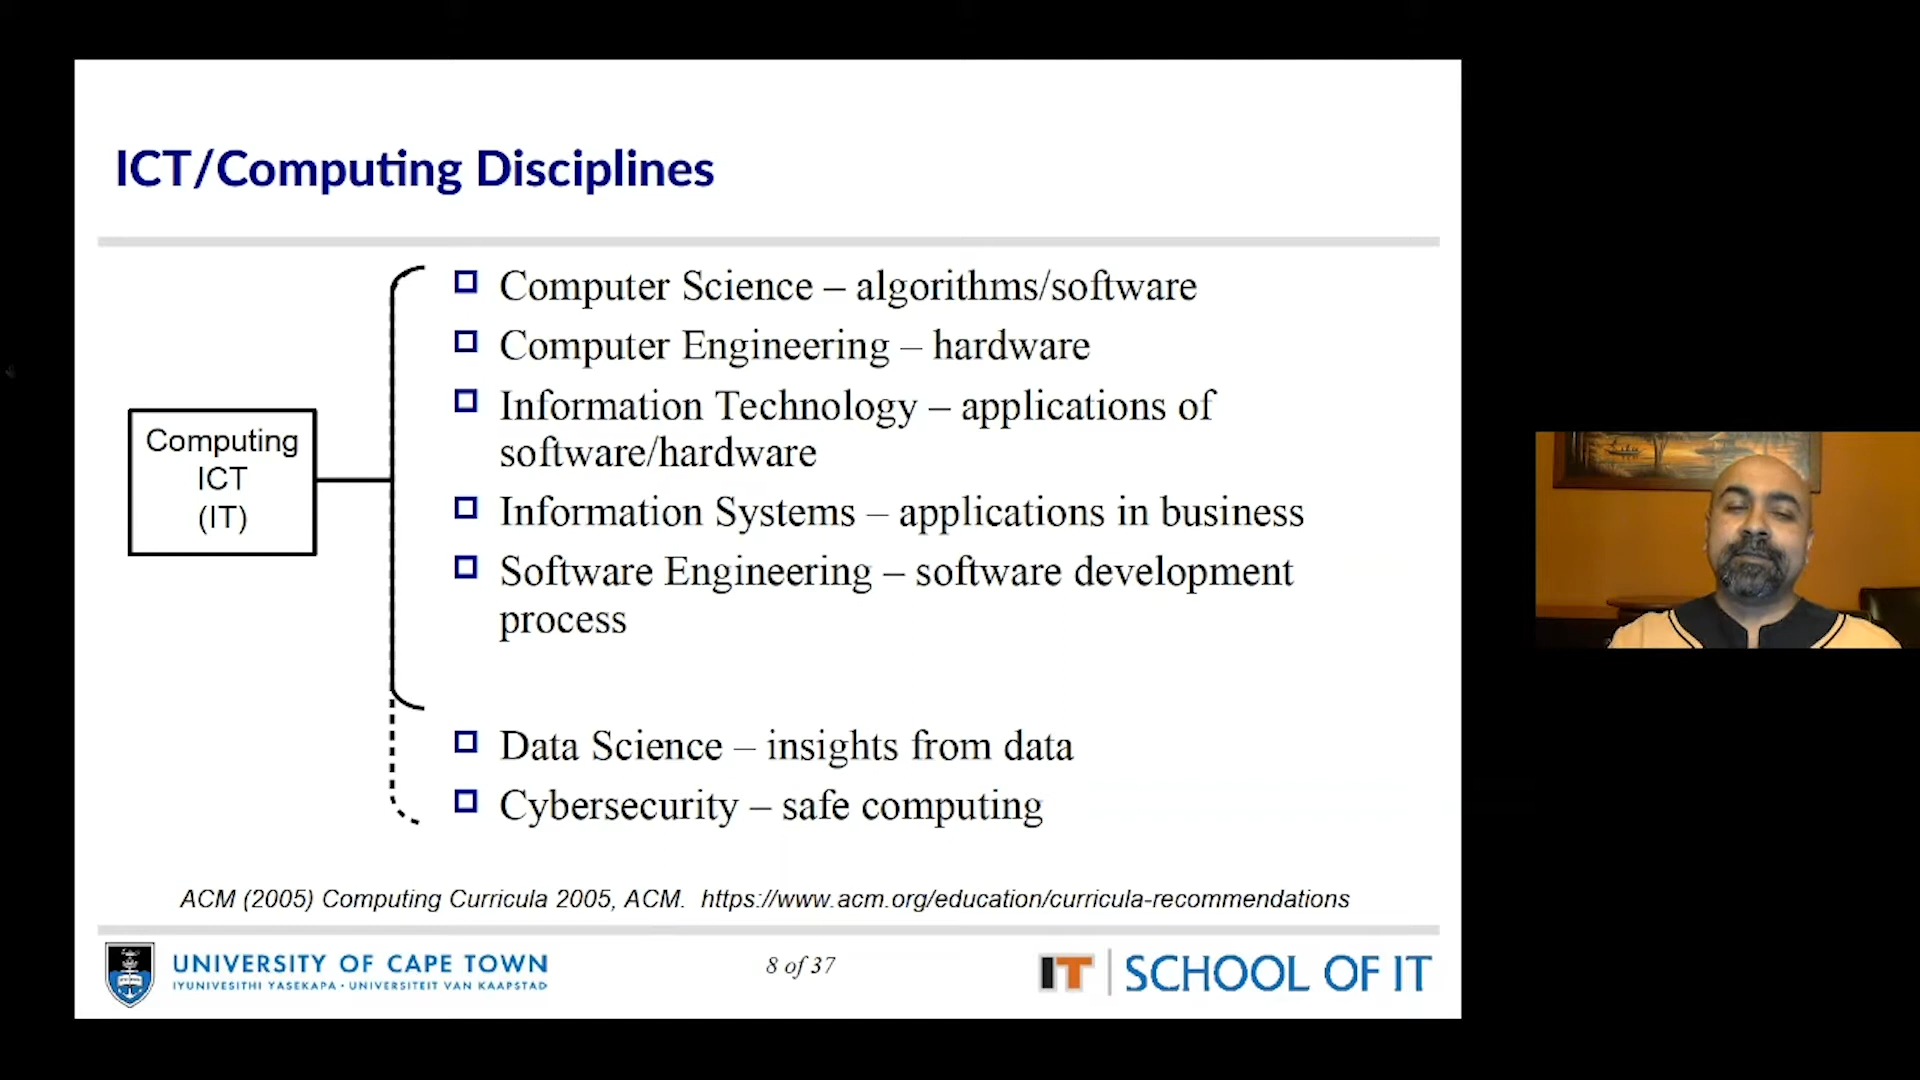 ICT/Computing Disciplines
Computing
ICT
(IT)
Computer Science – algorithms/software
Computer Engineering – hardware
Information Technology – applications of
software/hardware
Information Systems – applications in business
Software Engineering – software development
process
Data Science – insights from data
Cybersecurity – safe computing
ACM (2005) Computing Curricula 2005, ACM. https://www.acm.org/education/curricula-recommendations
UNIVERSITY OF CAPE TOWN
IYUNIVESITHI YASEKAPA • UNIVERSITEIT VAN KAAPSTAD
8 of 37
IT SCHOOL OF IT